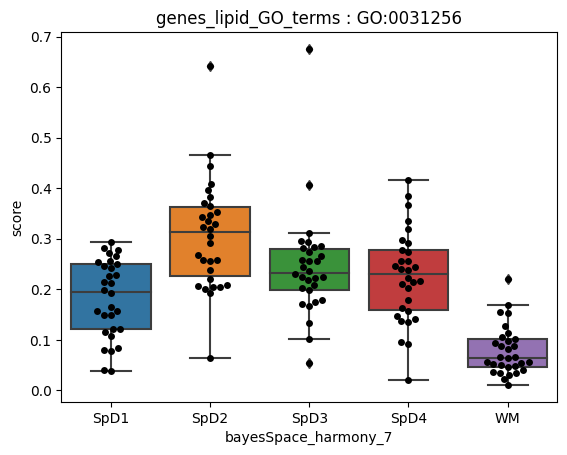 genes_lipid_GO_terms : GO:0031256
0.7
0.6
0.5
0.4
0.3
0.2
0.1
0.0
score
SpD1 SpD2 SpD3 SpD4 WM
bayesSpace_harmony_7